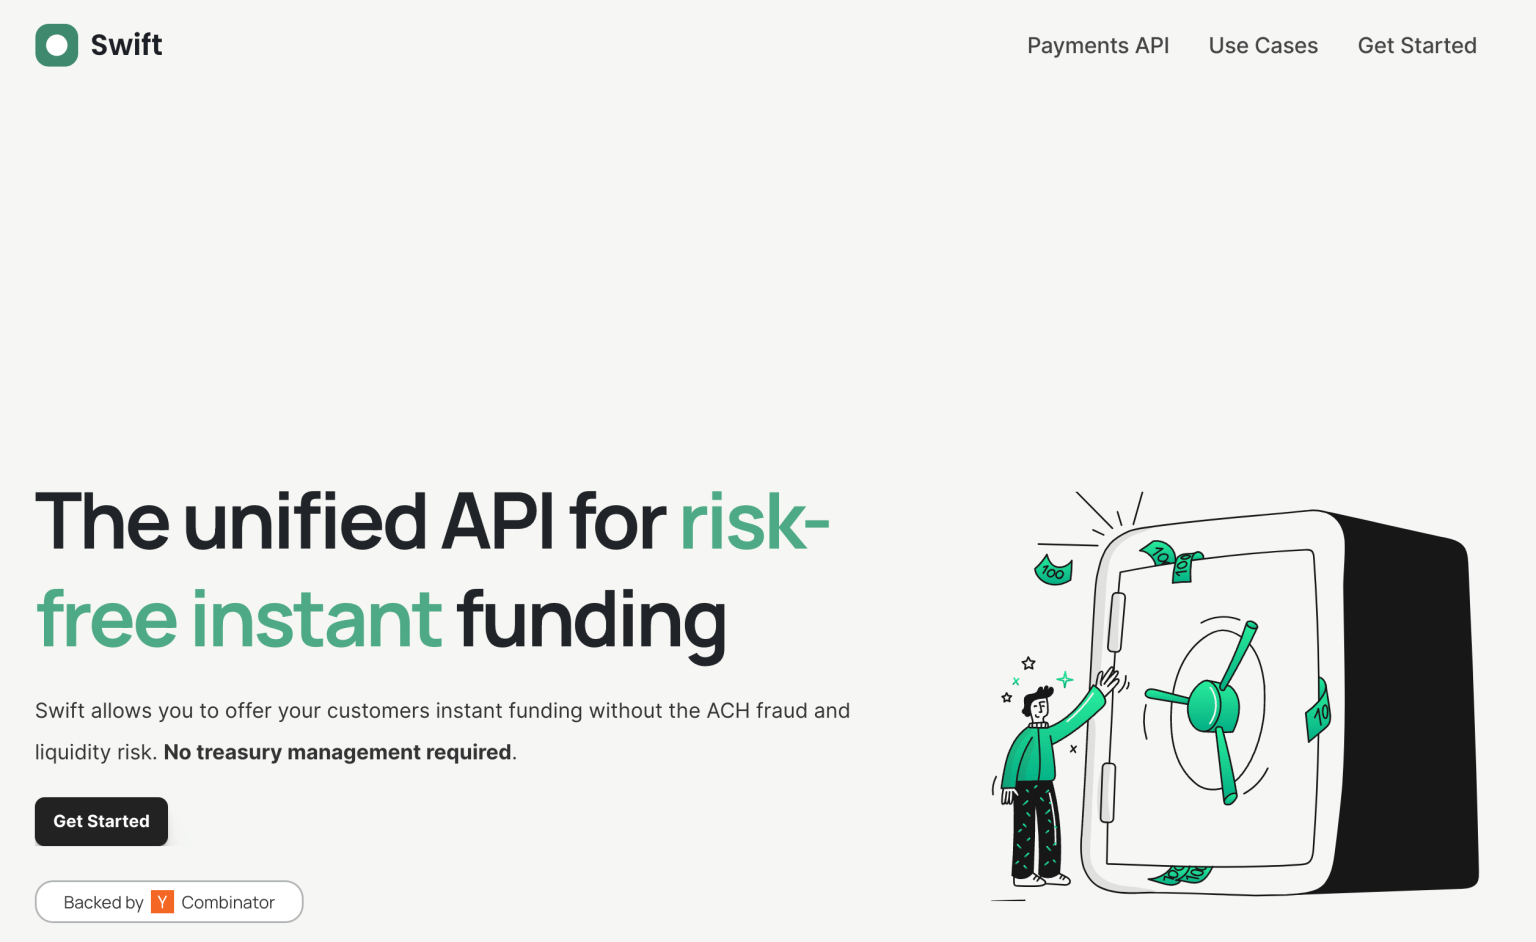 Swift
Payments API
Use Cases
Get Started
The unified API for risk-
free instant funding
Swift allows you to offer your customers instant funding without the ACH fraud and
liquidity risk. No treasury management required.
Get Started
Backed by Y Combinator
100
10
100
10
100
10